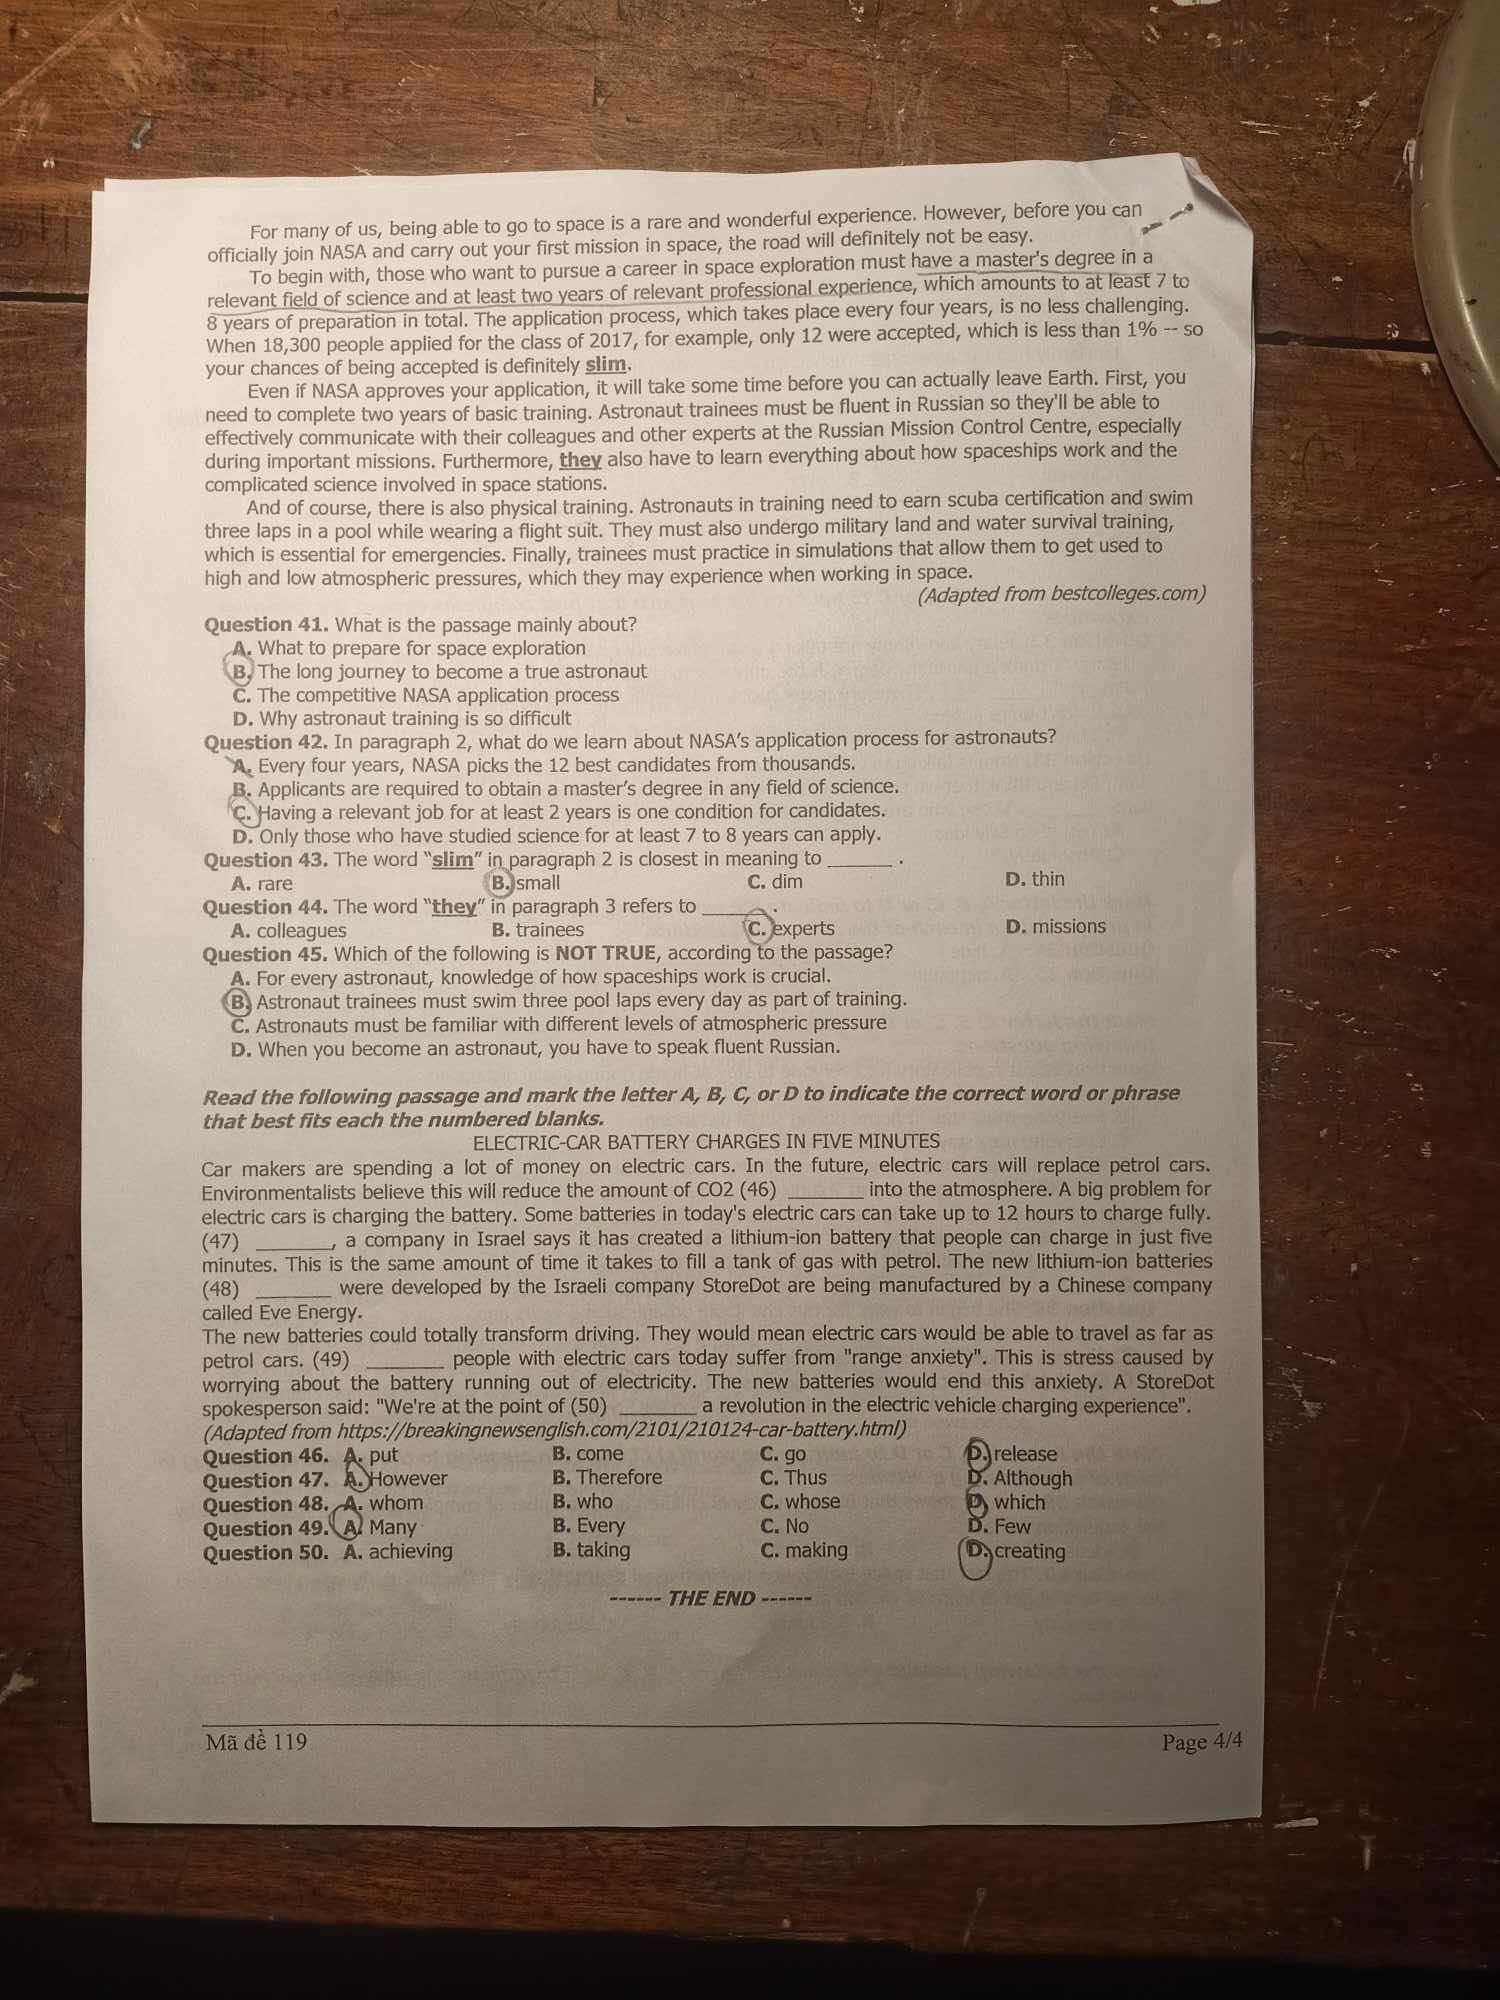 For many of us, being able to go to space is a rare and wonderful experience. However, before you can
officially join NASA and carry out your first mission in space, the road will definitely not be easy.
To begin with, those who want to pursue a career in space exploration must have a master's degree in a
relevant field of science and at least two years of relevant professional experience, which amounts to at least 7 to
8 years of preparation in total. The application process, which takes place every four years, is no less challenging.
When 18,300 people applied for the class of 2017, for example, only 12 were accepted, which is less than 1% -- so
your chances of being accepted is definitely slim.
Even if NASA approves your application, it will take some time before you can actually leave Earth. First, you
need to complete two years of basic training. Astronaut trainees must be fluent in Russian so they'll be able to
effectively communicate with their colleagues and other experts at the Russian Mission Control Centre, especially
during important missions. Furthermore, they also have to learn everything about how spaceships work and the
complicated science involved in space stations.
And of course, there is also physical training. Astronauts in training need to earn scuba certification and swim
three laps in a pool while wearing a flight suit. They must also undergo military land and water survival training,
which is essential for emergencies. Finally, trainees must practice in simulations that allow them to get used to
high and low atmospheric pressures, which they may experience when working in space.
(Adapted from bestcolleges.com)
Question 41. What is the passage mainly about?
A. What to prepare for space exploration
B. The long journey to become a true astronaut
C. The competitive NASA application process
D. Why astronaut training is so difficult
Question 42. In paragraph 2, what do we learn about NASA's application process for astronauts?
A. Every four years, NASA picks the 12 best candidates from thousands.
B. Applicants are required to obtain a master's degree in any field of science.
C. Having a relevant job for at least 2 years is one condition for candidates.
D. Only those who have studied science for at least 7 to 8 years can apply.
Question 43. The word "slim" in paragraph 2 is closest in meaning to ______ .
A. rare B. small C. dim D. thin
Question 44. The word "they" in paragraph 3 refers to ______ .
A. colleagues B. trainees C. experts D. missions
Question 45. Which of the following is NOT TRUE, according to the passage?
A. For every astronaut, knowledge of how spaceships work is crucial.
B. Astronaut trainees must swim three pool laps every day as part of training.
C. Astronauts must be familiar with different levels of atmospheric pressure
D. When you become an astronaut, you have to speak fluent Russian.
Read the following passage and mark the letter A, B, C, or D to indicate the correct word or phrase
that best fits each the numbered blanks.
ELECTRIC-CAR BATTERY CHARGES IN FIVE MINUTES
Car makers are spending a lot of money on electric cars. In the future, electric cars will replace petrol cars.
Environmentalists believe this will reduce the amount of CO2 (46) _______ into the atmosphere. A big problem for
electric cars is charging the battery. Some batteries in today's electric cars can take up to 12 hours to charge fully.
(47) _______, a company in Israel says it has created a lithium-ion battery that people can charge in just five
minutes. This is the same amount of time it takes to fill a tank of gas with petrol. The new lithium-ion batteries
(48) _______ were developed by the Israeli company StoreDot are being manufactured by a Chinese company
called Eve Energy.
The new batteries could totally transform driving. They would mean electric cars would be able to travel as far as
petrol cars. (49) _______ people with electric cars today suffer from "range anxiety". This is stress caused by
worrying about the battery running out of electricity. The new batteries would end this anxiety. A StoreDot
spokesperson said: "We're at the point of (50) _______ a revolution in the electric vehicle charging experience".
(Adapted from https://breakingnewsenglish.com/2101/210124-car-battery.html)
Question 46. A. put B. come C. go D. release
Question 47. A. However B. Therefore C. Thus D. Although
Question 48. A. whom B. who C. whose D. which
Question 49. A. Many B. Every C. No D. Few
Question 50. A. achieving B. taking C. making D. creating
------ THE END ------
Mã đề 119 Page 4/4